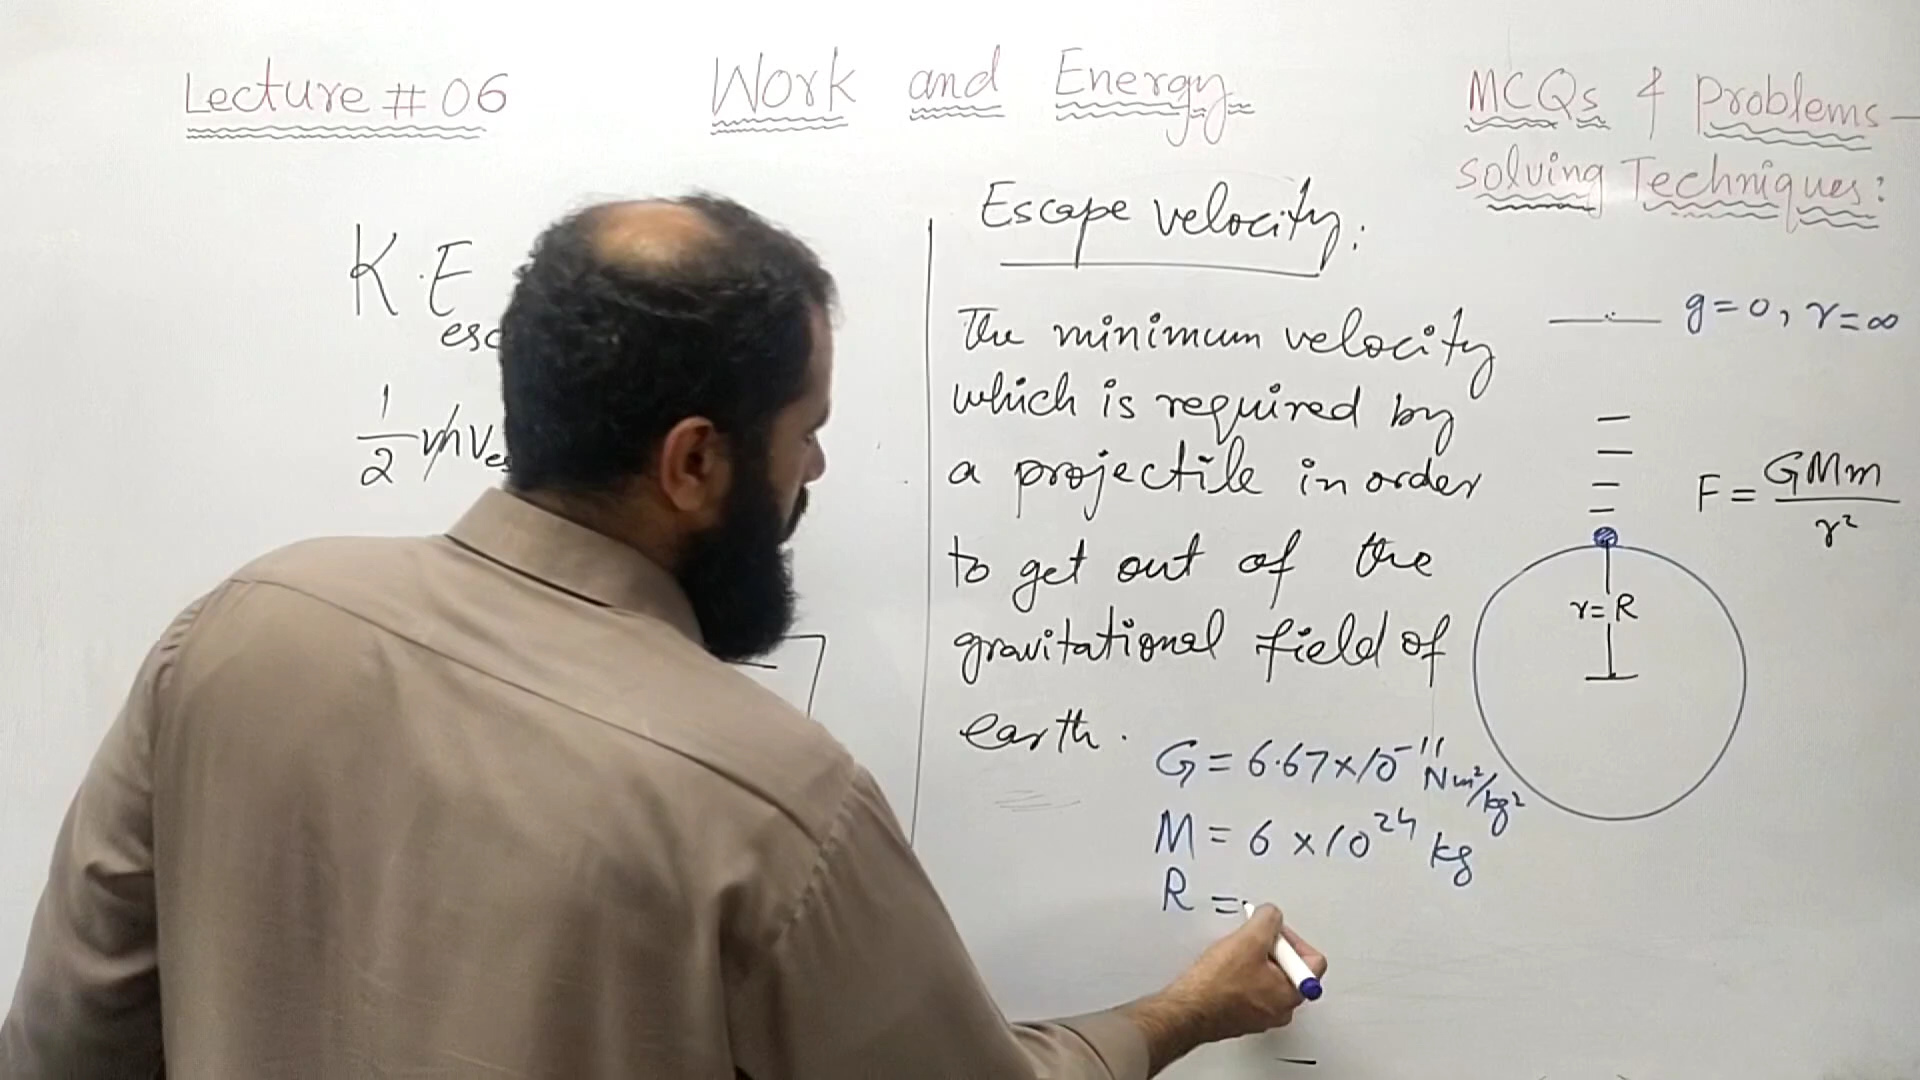 Lecture # 06
Work and Energy
MCQs & Problems-
solving Techniques:
K.E
esc
1/2 mv
Escape velocity:
The minimum velocity
which is required by
a projectile in order
to get out of the
gravitational field of
earth.
G = 6.67×10⁻¹¹ Nm²/kg²
M = 6 × 10²⁴ kg
R =
g = 0, r = ∞
F = GMm/r²
r = R